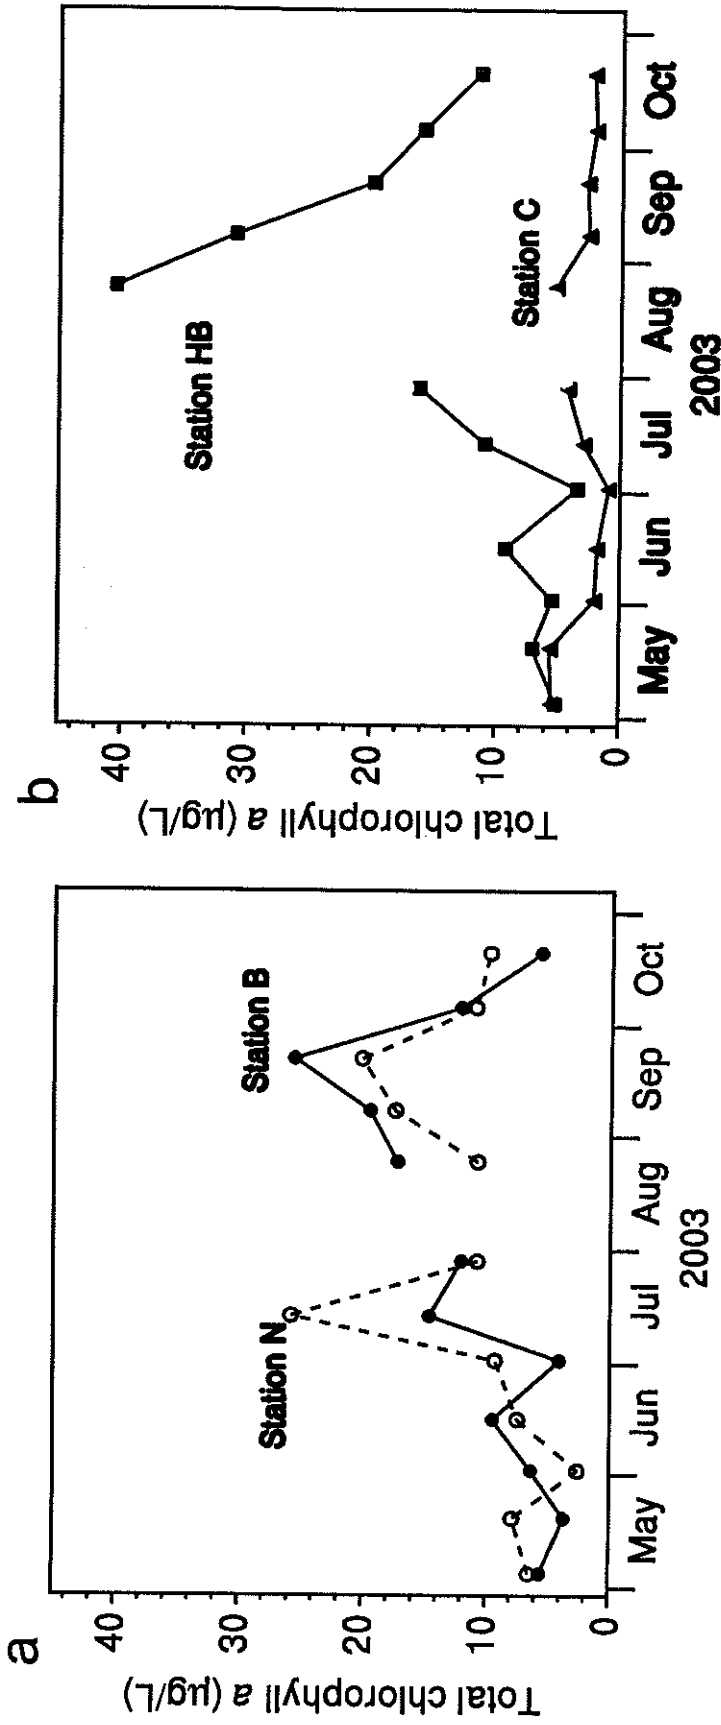 a
Total chlorophyll a (µg/L)
40
30
20
10
0
Station N
Station B
May
Jun
Jul
Aug
Sep
Oct
2003
b
Total chlorophyll a (µg/L)
40
30
20
10
0
Station HB
Station C
May
Jun
Jul
Aug
Sep
Oct
2003